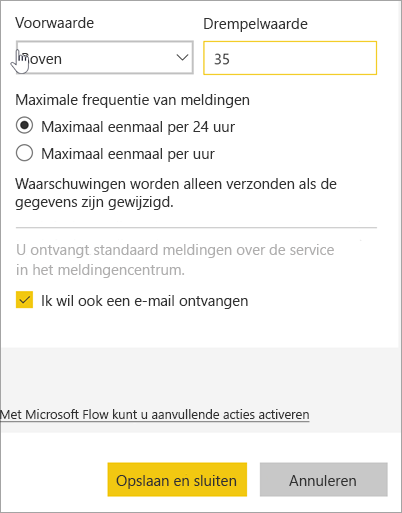 Voorwaarde Drempelwaarde
35
Maximale frequentie van meldingen
Maximaal eenmaal per 24 uur
Maximaal eenmaal per uur
Waarschuwingen worden alleen verzonden als de
gegevens zijn gewijzigd.
U ontvangt standaard meldingen over de service
in het meldingencentrum.
Ik wil ook een e-mail ontvangen
Met Microsoft Flow kunt u aanvullende acties activeren
Opslaan en sluiten Annuleren